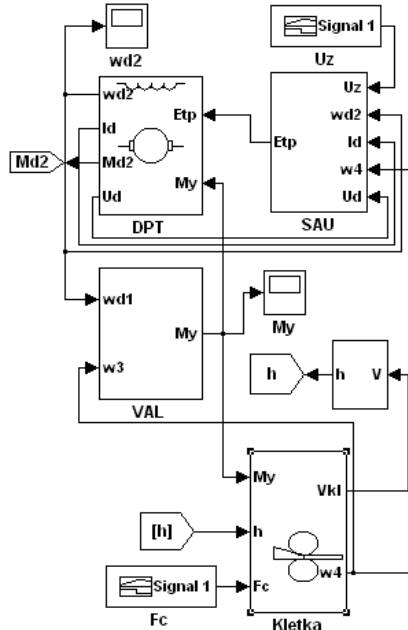 Signal 1
wd2
Uz
wd2
Id
Md2
Ud
Etp
My
DPT
Md2
Etp
Uz
wd2
Id
w4
Ud
SAU
wd1
w3
My
VAL
My
h
h
V
[h]
My
h
Fc
Vkl
w4
Kletka
Signal 1
Fc